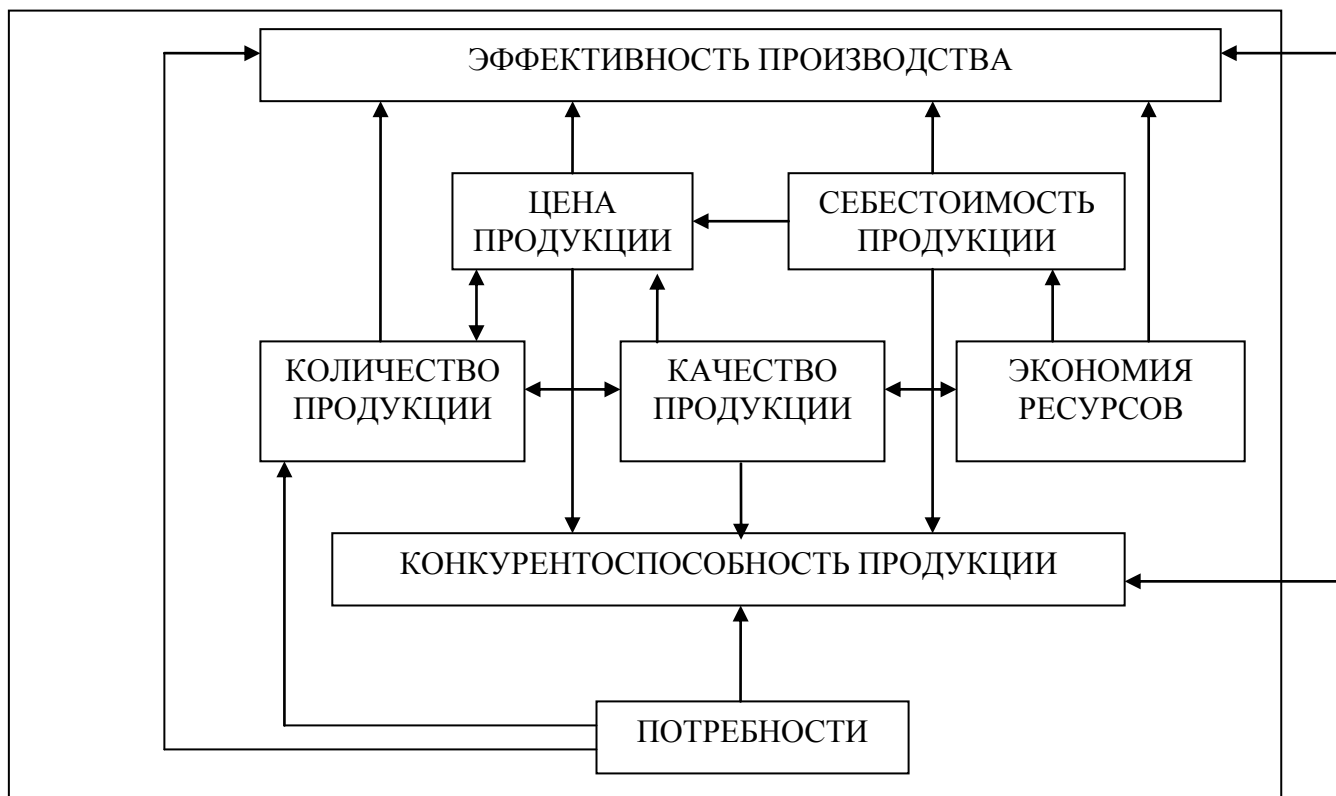 ЭФФЕКТИВНОСТЬ ПРОИЗВОДСТВА
ЦЕНА
ПРОДУКЦИИ
СЕБЕСТОИМОСТЬ
ПРОДУКЦИИ
КОЛИЧЕСТВО
ПРОДУКЦИИ
КАЧЕСТВО
ПРОДУКЦИИ
ЭКОНОМИЯ
РЕСУРСОВ
КОНКУРЕНТОСПОСОБНОСТЬ ПРОДУКЦИИ
ПОТРЕБНОСТИ